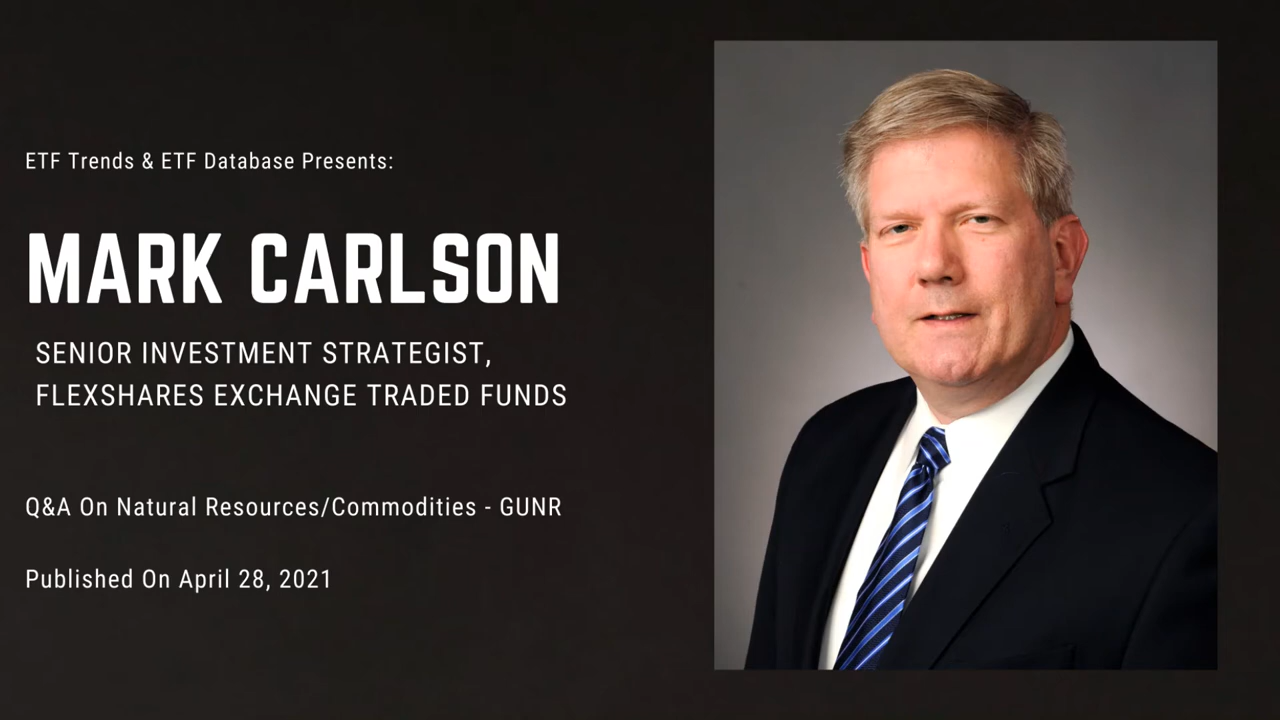 ETF Trends & ETF Database Presents:
MARK CARLSON
SENIOR INVESTMENT STRATEGIST,
FLEXSHARES EXCHANGE TRADED FUNDS
Q&A On Natural Resources/Commodities - GUNR
Published On April 28, 2021